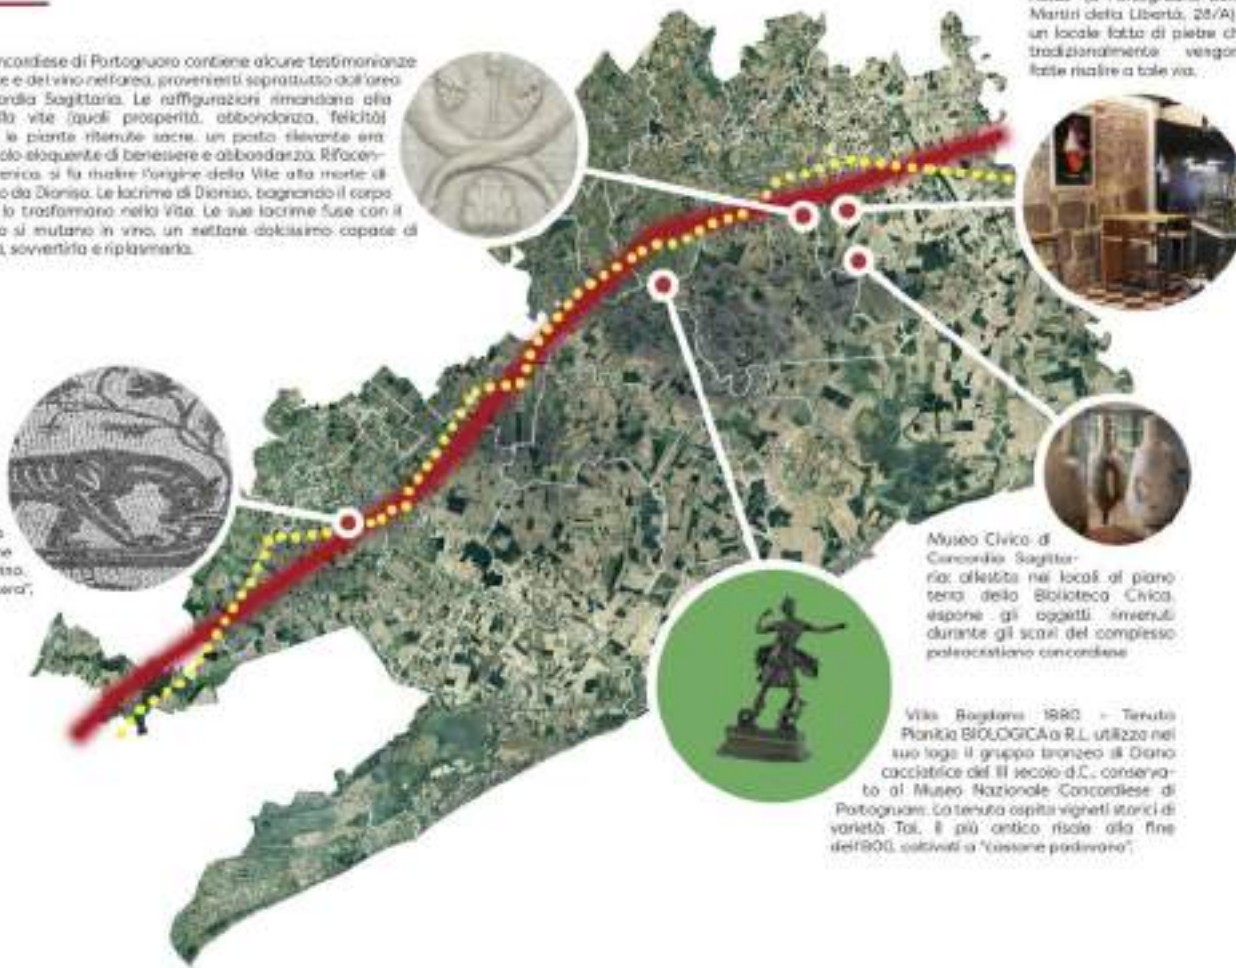 Martiri della Libertà, 28/A)
un locale fatto di pietre
tradizionalmente
fatte risalire a tale via.
di Portogruaro contiene alcune testimonianze
e del vino nell'area, provenienti soprattutto dall'area
Sagittaria. Le raffigurazioni rimandano alla
vite (quali prosperità, abbondanza, felicità)
le piante ritenute sacre, un posto rilevante era
eloquente di benessere e abbondanza.
si fa risalire l'origine della Vite alla morte di
da Dioniso. Le lacrime di Dioniso, bagnando il corpo
lo trasformano nella Vite. Le sue lacrime fuse con il
si mutano in vino, un nettare dolcissimo capace di
sovvertirla e riplasmarla.
Museo Civico di
Concordia Sagitta-
ria: allestito nei locali al piano
terra della Biblioteca Civica,
espone gli oggetti rinvenuti
durante gli scavi del complesso
paleocristiano concordiese
Villa Bogdano 1880 - Tenuta
Planitia BIOLOGICA a R.L. utilizza nel
suo logo il gruppo bronzeo di Diana
cacciatrice del III secolo d.C., conserva-
to al Museo Nazionale Concordiese di
Portogruaro. La tenuta ospita vigneti storici di
varietà Tai, il più antico risale alla fine
dell'800, coltivati a "cassone padovano".